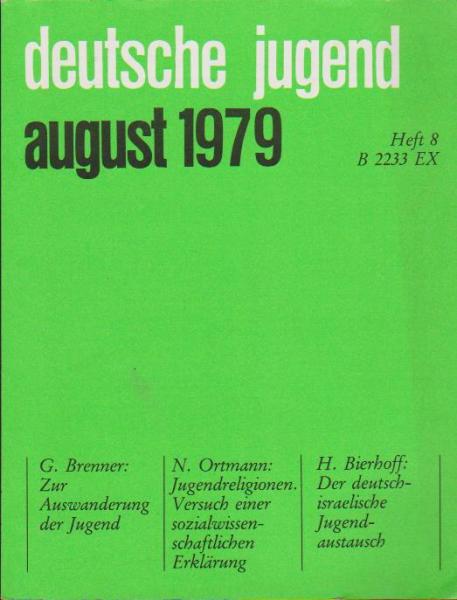 deutsche jugend
august 1979
Heft 8
B 2233 EX
G. Brenner:
Zur
Auswanderung
der Jugend
N. Ortmann:
Jugendreligionen.
Versuch einer
sozialwissen-
schaftlichen
Erklärung
H. Bierhoff:
Der deutsch-
israelische
Jugend-
austausch